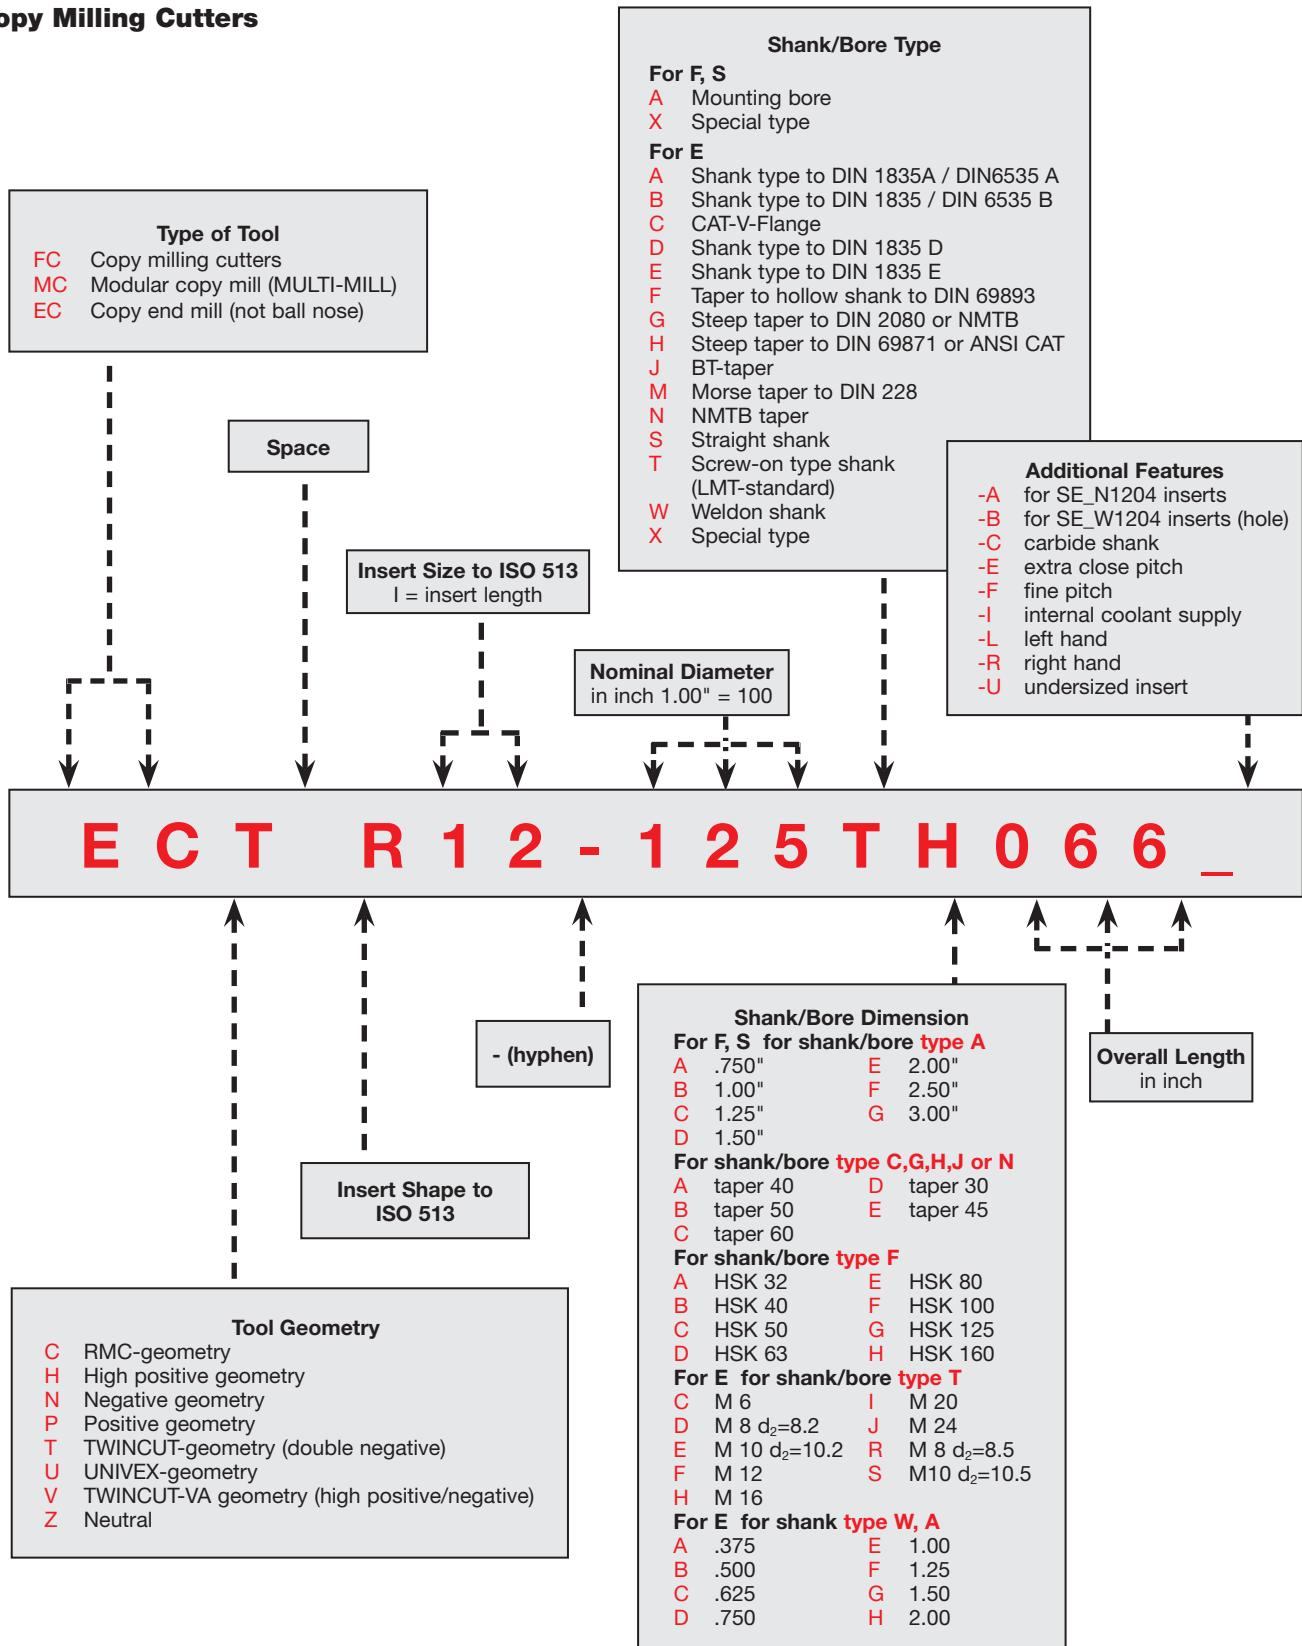 opy Milling Cutters
Shank/Bore Type
For F, S
A Mounting bore
X Special type
For E
A Shank type to DIN 1835A / DIN6535 A
B Shank type to DIN 1835 / DIN 6535 B
C CAT-V-Flange
D Shank type to DIN 1835 D
E Shank type to DIN 1835 E
F Taper to hollow shank to DIN 69893
G Steep taper to DIN 2080 or NMTB
H Steep taper to DIN 69871 or ANSI CAT
J BT-taper
M Morse taper to DIN 228
N NMTB taper
S Straight shank
T Screw-on type shank
(LMT-standard)
W Weldon shank
X Special type
Type of Tool
FC Copy milling cutters
MC Modular copy mill (MULTI-MILL)
EC Copy end mill (not ball nose)
Space
Insert Size to ISO 513
I = insert length
Nominal Diameter
in inch 1.00" = 100
Additional Features
-A for SE_N1204 inserts
-B for SE_W1204 inserts (hole)
-C carbide shank
-E extra close pitch
-F fine pitch
-I internal coolant supply
-L left hand
-R right hand
-U undersized insert
E C T R 1 2 - 1 2 5 T H 0 6 6 _
- (hyphen)
Insert Shape to
ISO 513
Tool Geometry
C RMC-geometry
H High positive geometry
N Negative geometry
P Positive geometry
T TWINCUT-geometry (double negative)
U UNIVEX-geometry
V TWINCUT-VA geometry (high positive/negative)
Z Neutral
Shank/Bore Dimension
For F, S for shank/bore type A
A .750" E 2.00"
B 1.00" F 2.50"
C 1.25" G 3.00"
D 1.50"
For shank/bore type C,G,H,J or N
A taper 40 D taper 30
B taper 50 E taper 45
C taper 60
For shank/bore type F
A HSK 32 E HSK 80
B HSK 40 F HSK 100
C HSK 50 G HSK 125
D HSK 63 H HSK 160
For E for shank/bore type T
C M 6 I M 20
D M 8 d₂=8.2 J M 24
E M 10 d₂=10.2 R M 8 d₂=8.5
F M 12 S M10 d₂=10.5
H M 16
For E for shank type W, A
A .375 E 1.00
B .500 F 1.25
C .625 G 1.50
D .750 H 2.00
Overall Length
in inch